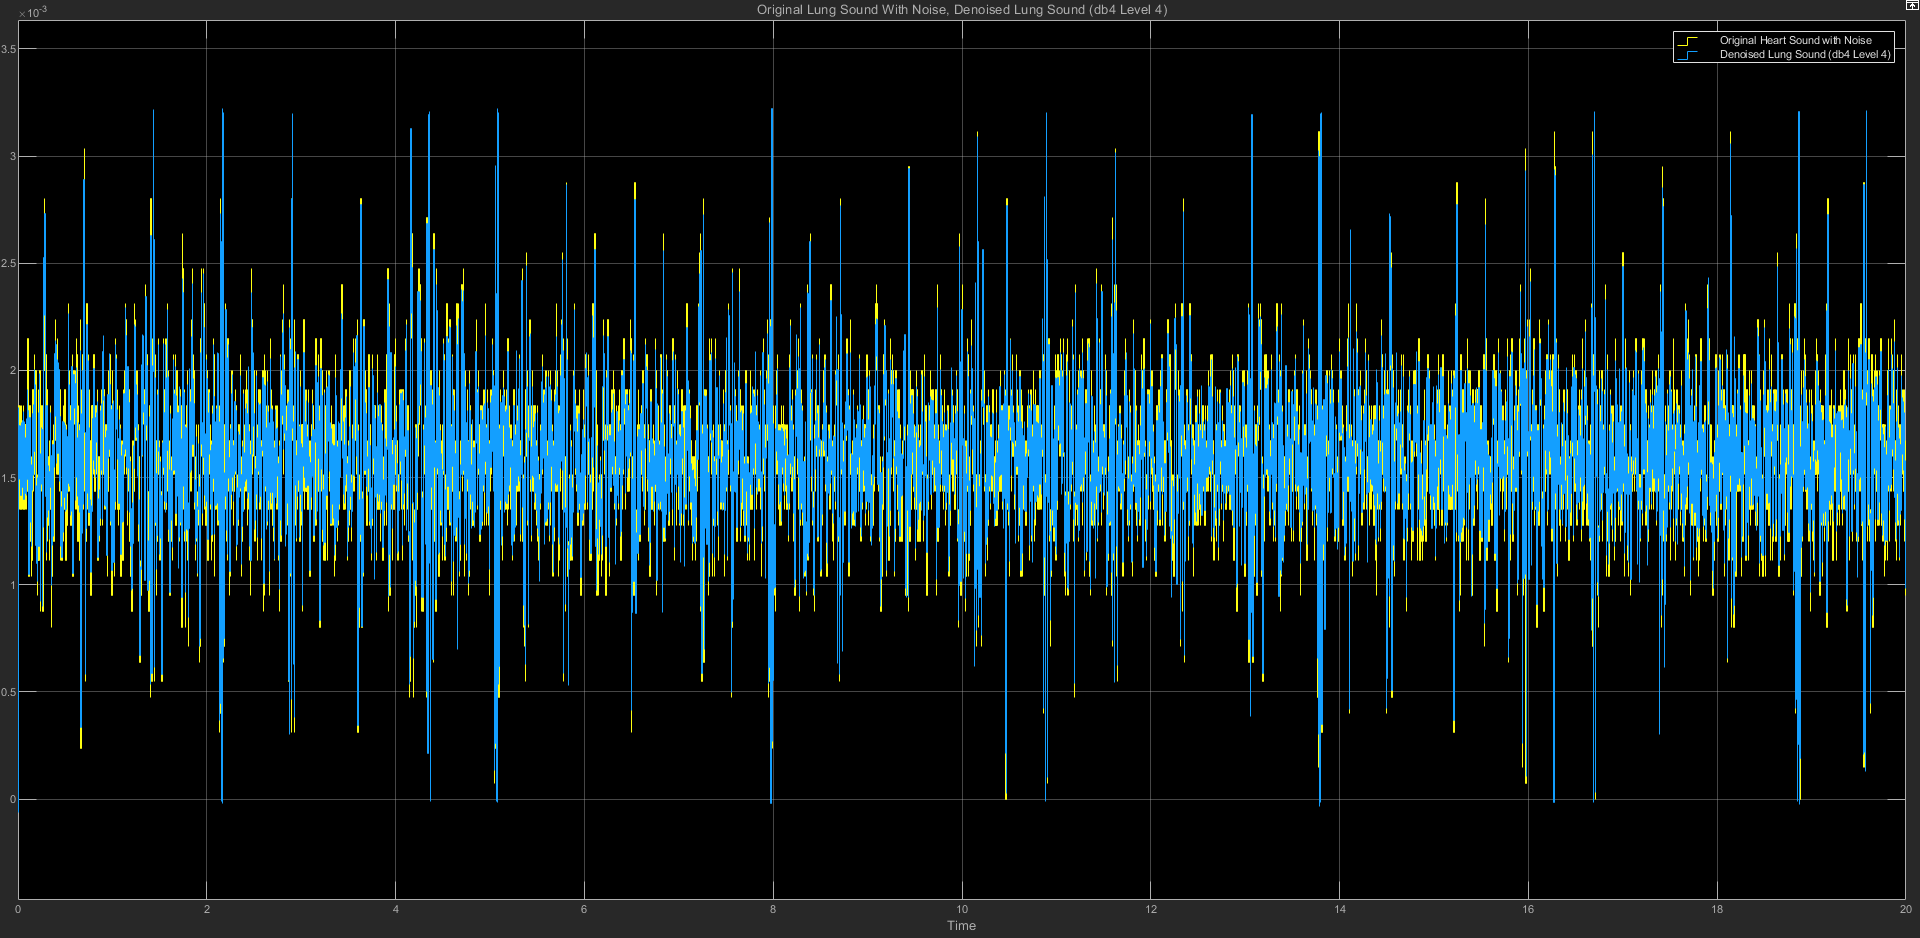 Original Lung Sound With Noise, Denoised Lung Sound (db4 Level 4)
×10⁻³
Original Heart Sound with Noise
Denoised Lung Sound (db4 Level 4)
3.5
3
2.5
2
1.5
1
0.5
0
0 2 4 6 8 10 12 14 16 18 20
Time